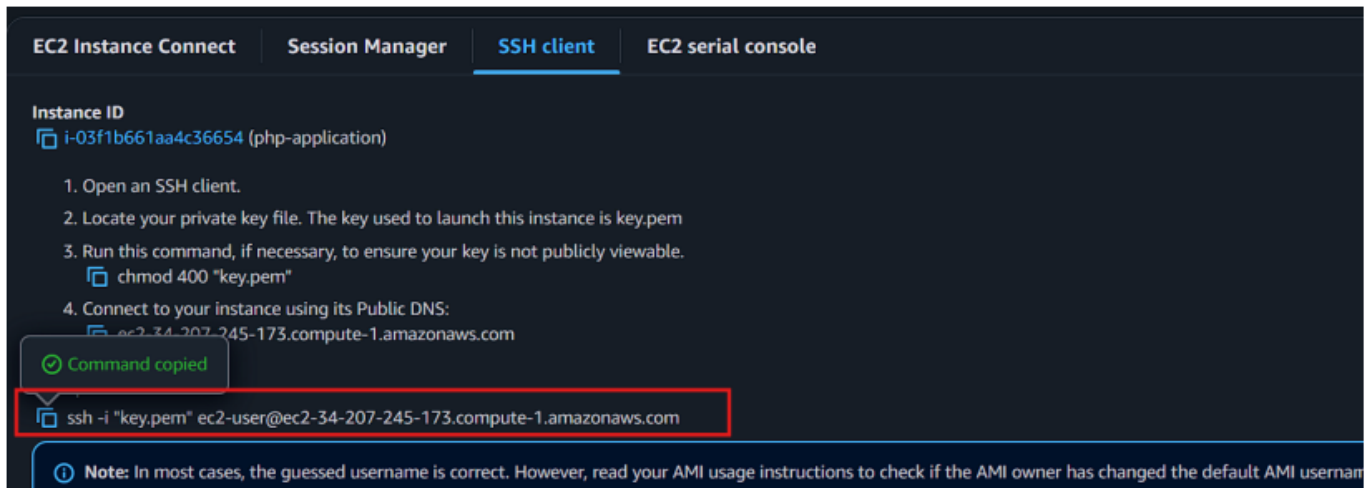 EC2 Instance Connect Session Manager SSH client EC2 serial console
Instance ID
i-03f1b661aa4c36654 (php-application)
1. Open an SSH client.
2. Locate your private key file. The key used to launch this instance is key.pem
3. Run this command, if necessary, to ensure your key is not publicly viewable.
chmod 400 "key.pem"
4. Connect to your instance using its Public DNS:
ec2-34-207-245-173.compute-1.amazonaws.com
Command copied
ssh -i "key.pem" ec2-user@ec2-34-207-245-173.compute-1.amazonaws.com
Note: In most cases, the guessed username is correct. However, read your AMI usage instructions to check if the AMI owner has changed the default AMI